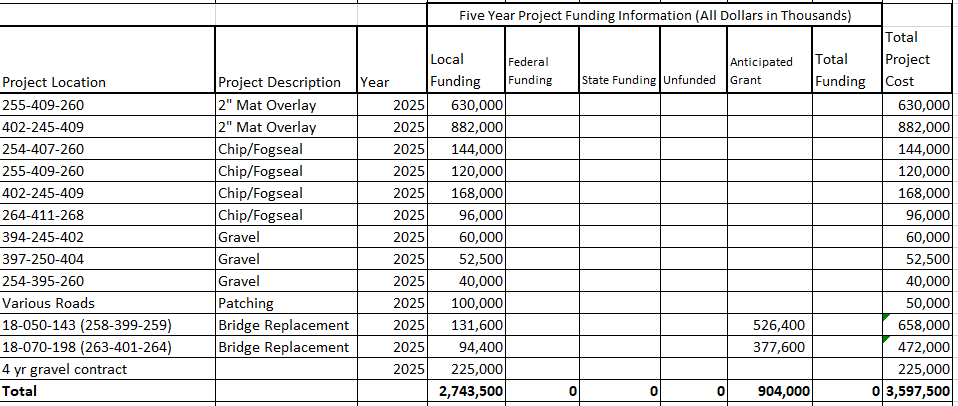 Five Year Project Funding Information (All Dollars in Thousands)
Project Location Project Description Year Local Funding Federal Funding State Funding Unfunded Anticipated Grant Total Funding Total Project Cost
255-409-260 2" Mat Overlay 2025 630,000 630,000
402-245-409 2" Mat Overlay 2025 882,000 882,000
254-407-260 Chip/Fogseal 2025 144,000 144,000
255-409-260 Chip/Fogseal 2025 120,000 120,000
402-245-409 Chip/Fogseal 2025 168,000 168,000
264-411-268 Chip/Fogseal 2025 96,000 96,000
394-245-402 Gravel 2025 60,000 60,000
397-250-404 Gravel 2025 52,500 52,500
254-395-260 Gravel 2025 40,000 40,000
Various Roads Patching 2025 100,000 50,000
18-050-143 (258-399-259) Bridge Replacement 2025 131,600 526,400 658,000
18-070-198 (263-401-264) Bridge Replacement 2025 94,400 377,600 472,000
4 yr gravel contract 2025 225,000 225,000
Total 2,743,500 0 0 0 904,000 0 3,597,500